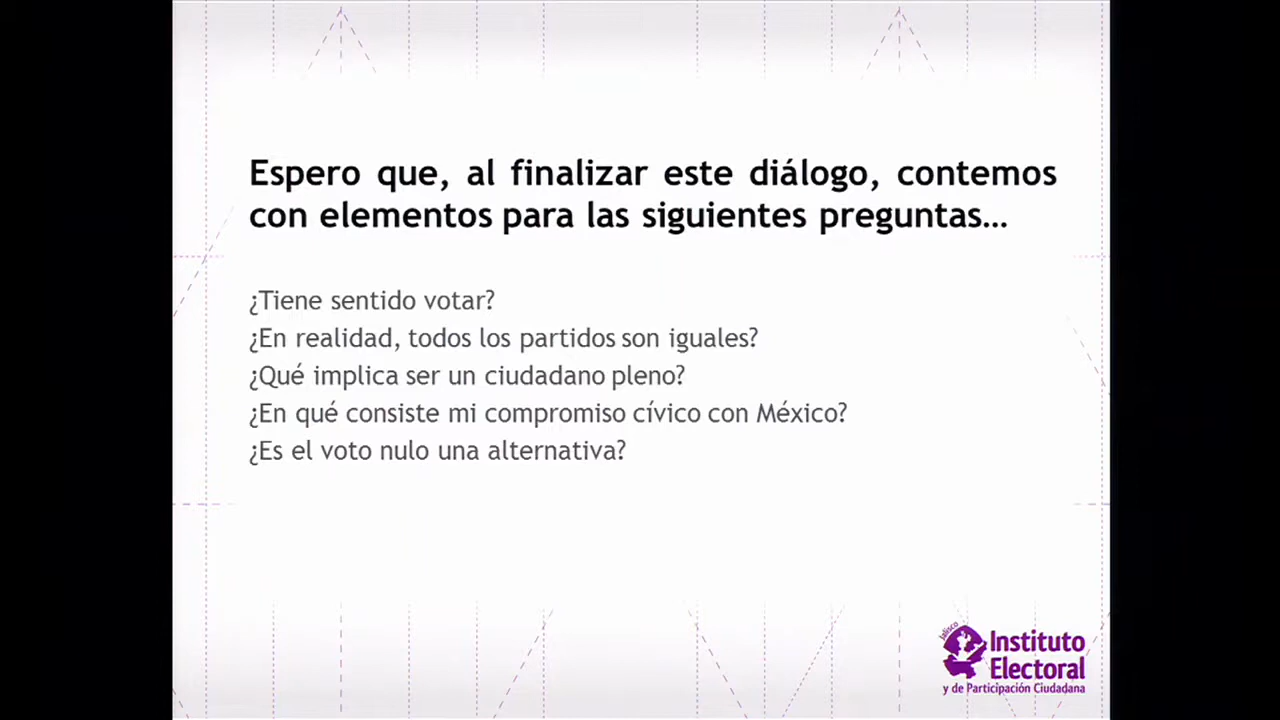 Espero que, al finalizar este diálogo, contemos
con elementos para las siguientes preguntas…
¿Tiene sentido votar?
¿En realidad, todos los partidos son iguales?
¿Qué implica ser un ciudadano pleno?
¿En qué consiste mi compromiso cívico con México?
¿Es el voto nulo una alternativa?
Jalisco
Instituto
Electoral
y de Participación Ciudadana